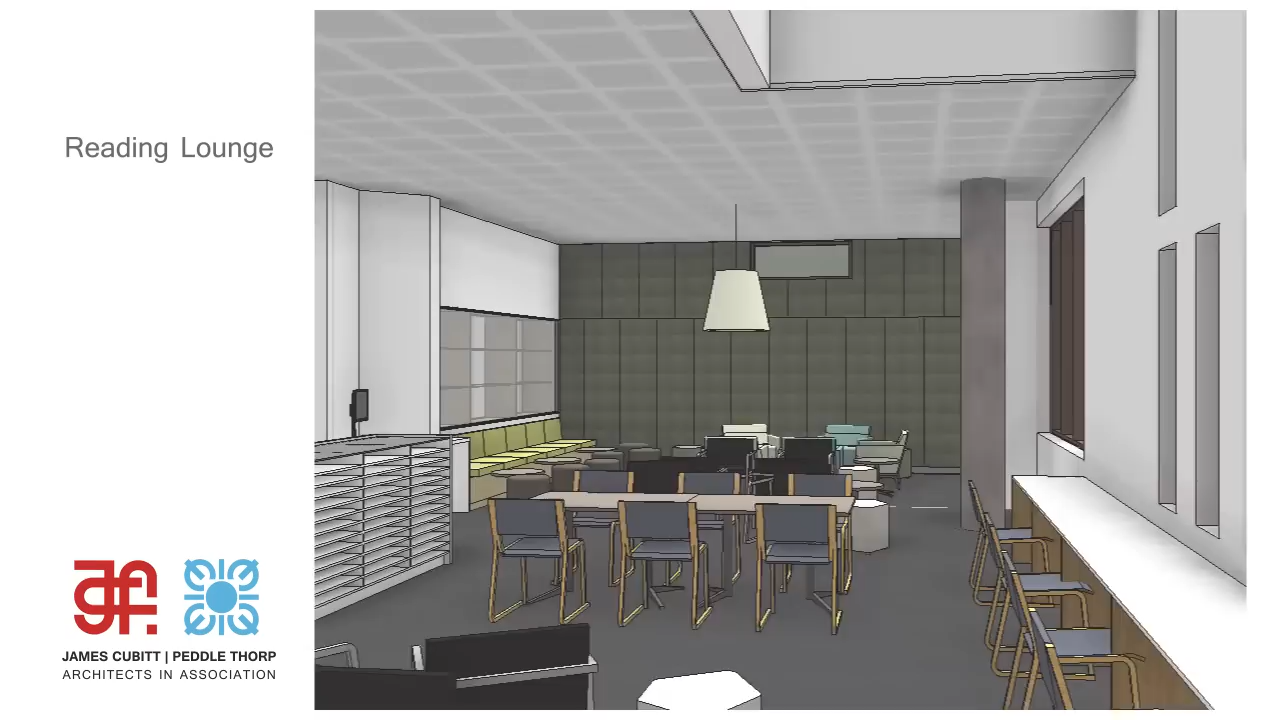 Reading Lounge
JAMES CUBITT | PEDDLE THORP
ARCHITECTS IN ASSOCIATION